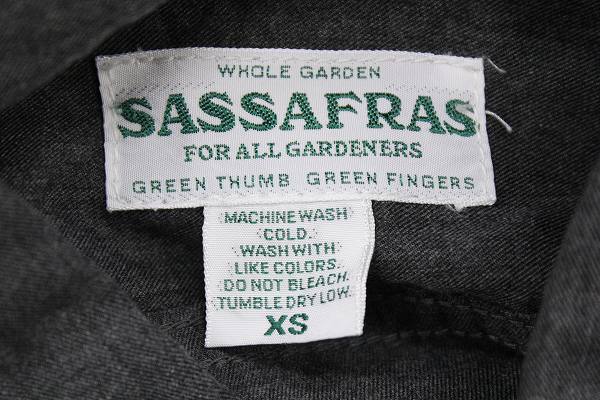 WHOLE GARDEN
SASSAFRAS
FOR ALL GARDENERS
GREEN THUMB GREEN FINGERS
MACHINE WASH
COLD.
WASH WITH
LIKE COLORS.
DO NOT BLEACH.
TUMBLE DRY LOW.
XS